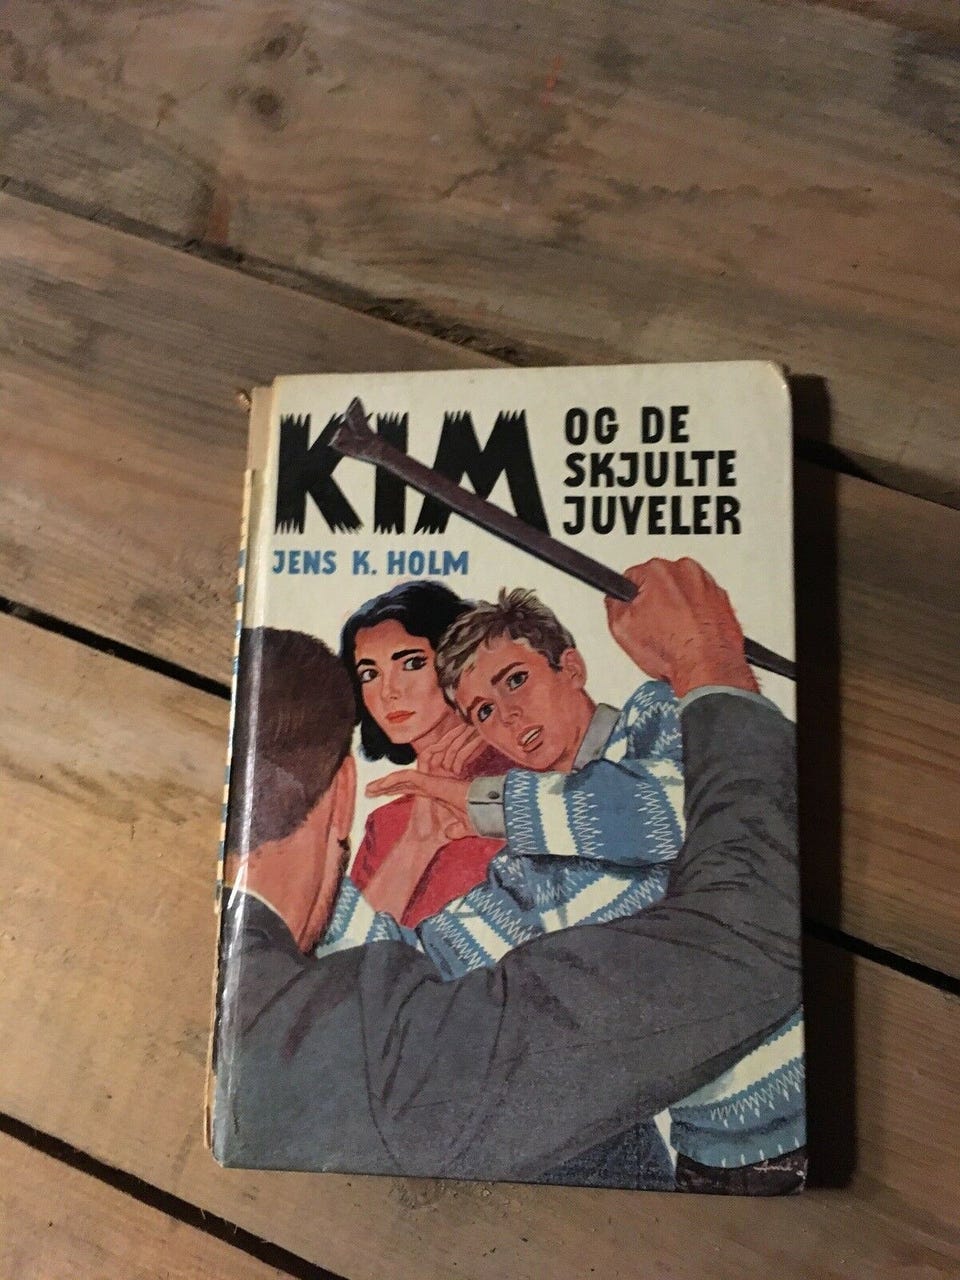 KIM
OG DE
SKJULTE
JUVELER
JENS K. HOLM